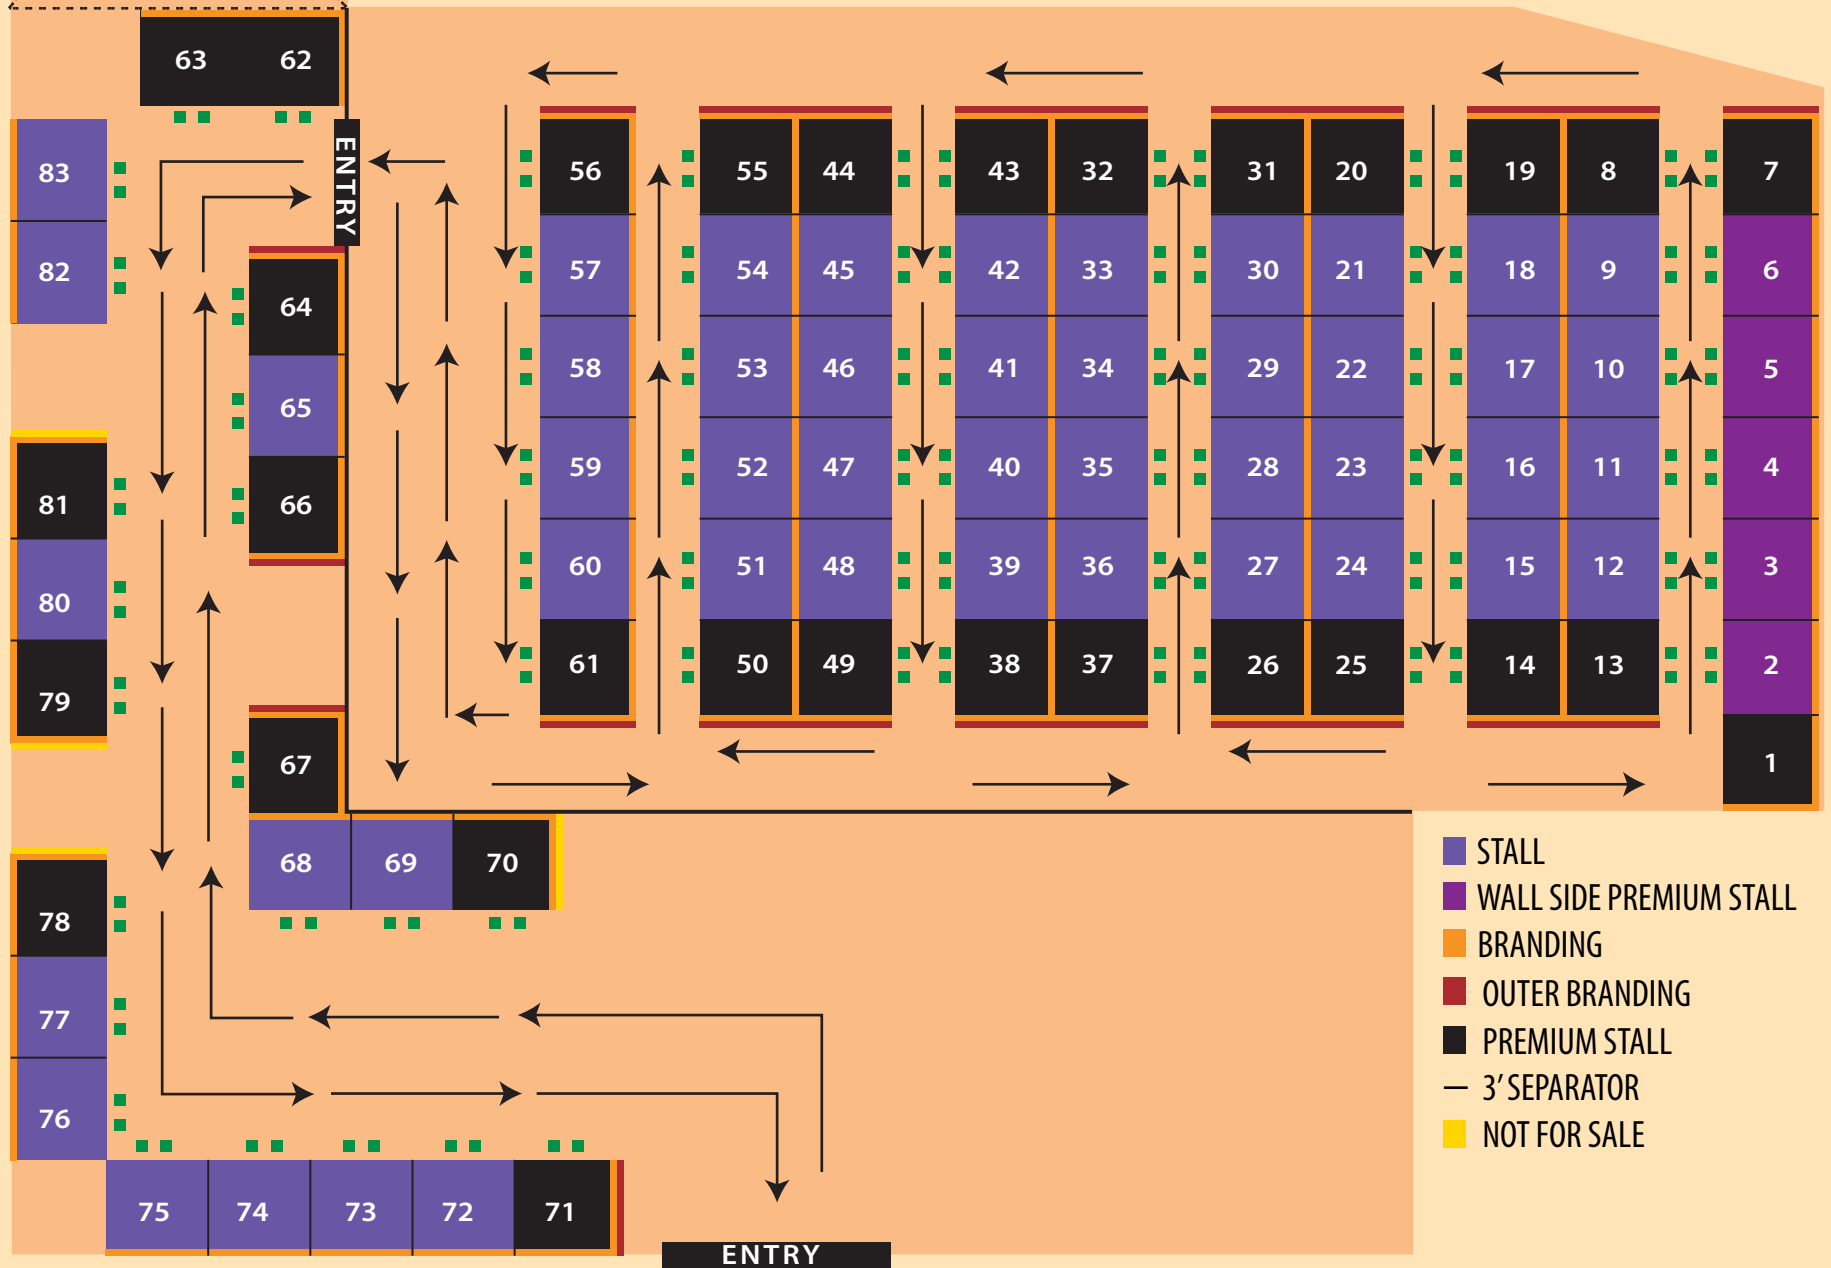 63 62
83
82
ENTRY
64
65
66
81
80
79
67
68 69 70
78
77
76
75 74 73 72 71
ENTRY
56 55 44 43 32 31 20 19 8 7
57 54 45 42 33 30 21 18 9 6
58 53 46 41 34 29 22 17 10 5
59 52 47 40 35 28 23 16 11 4
60 51 48 39 36 27 24 15 12 3
61 50 49 38 37 26 25 14 13 2
1
STALL
WALL SIDE PREMIUM STALL
BRANDING
OUTER BRANDING
PREMIUM STALL
3' SEPARATOR
NOT FOR SALE